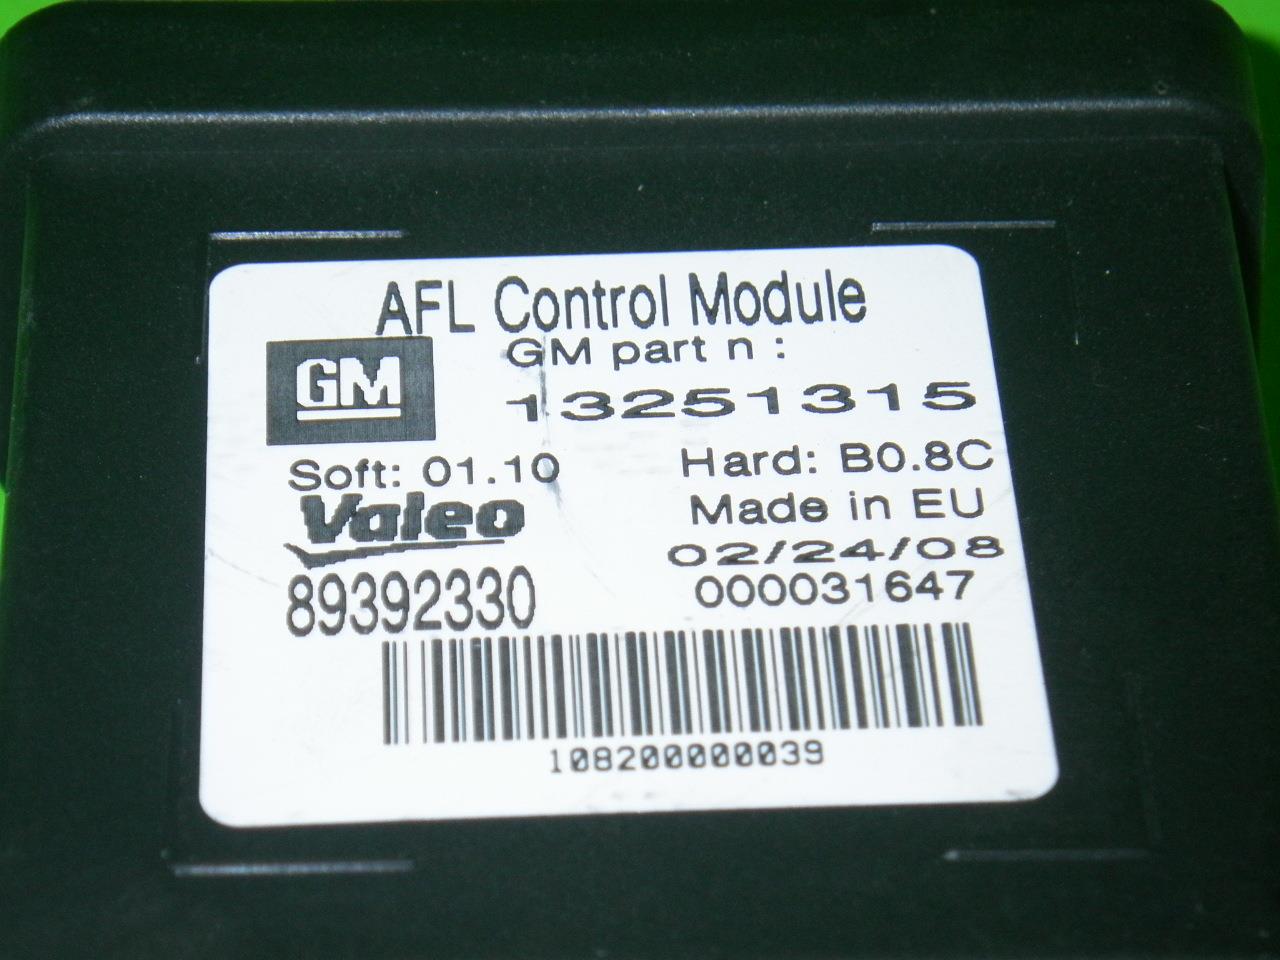 AFL Control Module
GM
GM part n :
13251315
Soft: 01.10
Hard: B0.8C
Valeo
Made in EU
02/24/08
89392330
000031647
108200000039